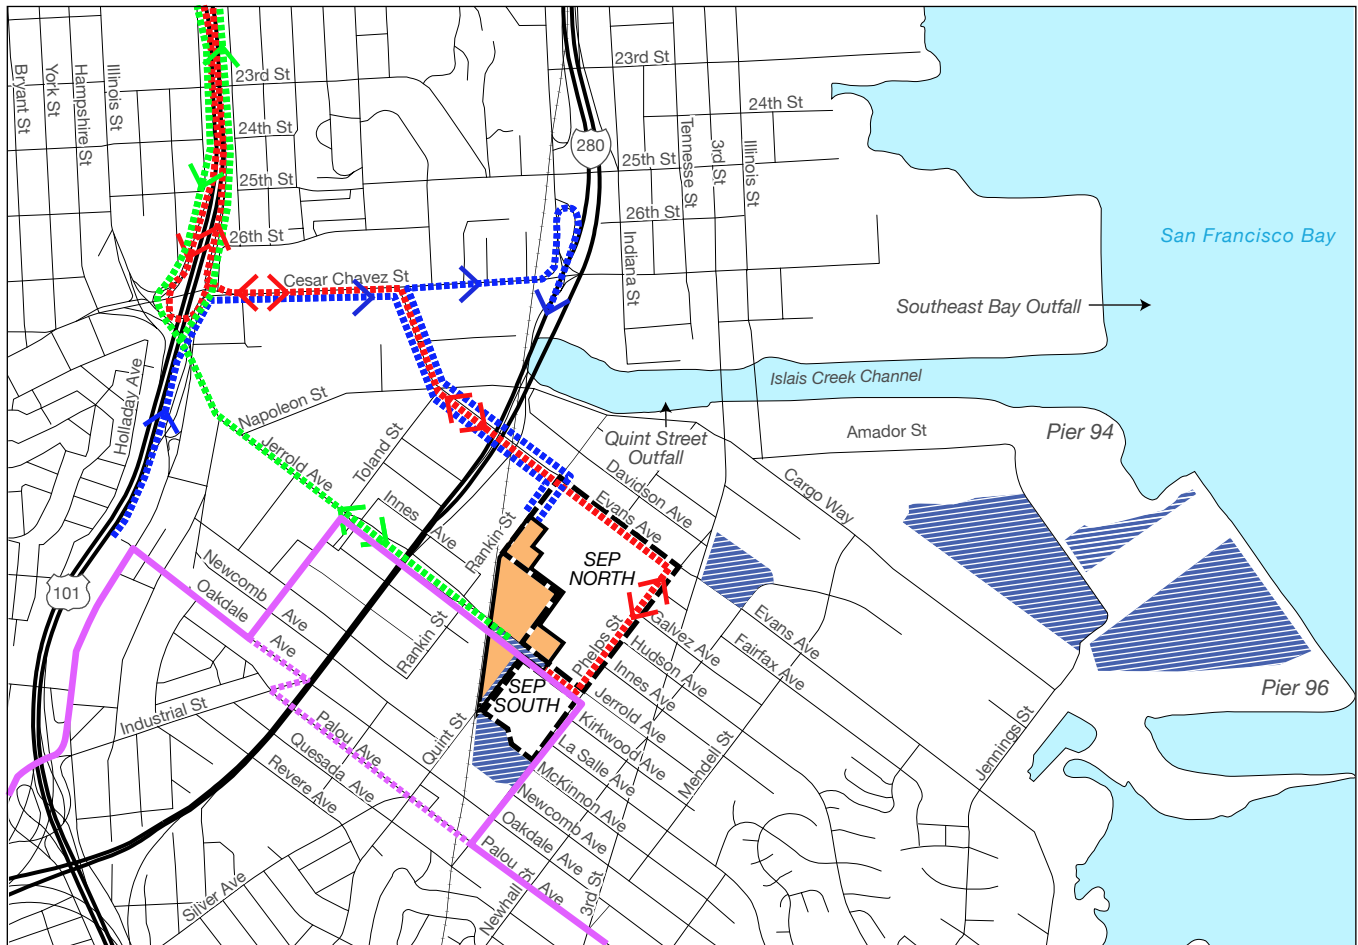 Bryant St
York St
Hampshire St
Illinois St
23rd St
24th St
25th St
26th St
Cesar Chavez St
280
23rd St
24th St
25th St
26th St
Tennesse St
3rd St
Illinois St
Indiana St
San Francisco Bay
Southeast Bay Outfall
Islais Creek Channel
Holladay Ave
Napoleon St
Jerrold Ave
Toland St
Innes Ave
Rankin St
Quint Street
Outfall
Davidson Ave
Evans Ave
Cargo Way
Amador St
Pier 94
Pier 96
SEP
NORTH
SEP
SOUTH
101
Newcomb Ave
Oakdale Ave
Rankin St
Industrial St
Palou Ave
Quesada Ave
Revere Ave
Quint St
Silver Ave
Phelps St
Galvez Ave
Hudson Ave
Innes Ave
Jerrold Ave
Kirkwood Ave
La Salle Ave
McKinnon Ave
Newcomb Ave
Oakdale Ave
Palou Ave
Evans Ave
Fairfax Ave
Mendell St
Jennings St
Newhall St
3rd St